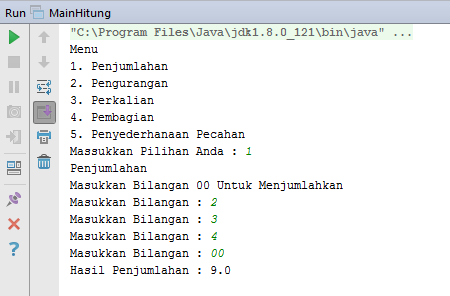 Run MainHitung
"C:\Program Files\Java\jdk1.8.0_121\bin\java" ...
Menu
1. Penjumlahan
2. Pengurangan
3. Perkalian
4. Pembagian
5. Penyederhanaan Pecahan
Massukkan Pilihan Anda : 1
Penjumlahan
Masukkan Bilangan 00 Untuk Menjumlahkan
Masukkan Bilangan : 2
Masukkan Bilangan : 3
Masukkan Bilangan : 4
Masukkan Bilangan : 00
Hasil Penjumlahan : 9.0